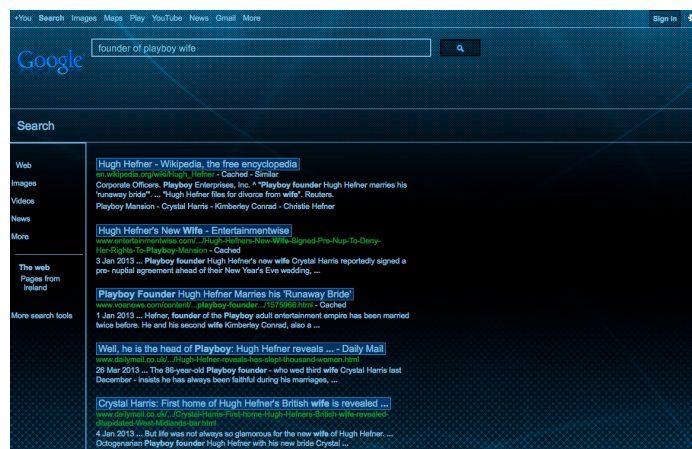 +You Search Images Maps Play YouTube News Gmail More Sign in
Google
founder of playboy wife
Search
Web
Images
Videos
News
More
The web
Pages from
Ireland
More search tools
Hugh Hefner - Wikipedia, the free encyclopedia
en.wikipedia.org/wiki/Hugh_Hefner - Cached - Similar
Corporate Officers. Playboy Enterprises, Inc. ^ "Playboy founder Hugh Hefner marries his
'runaway bride'". ... "Hugh Hefner files for divorce from wife". Reuters.
Playboy Mansion - Crystal Harris - Kimberley Conrad - Christie Hefner
Hugh Hefner's New Wife - Entertainmentwise
www.entertainmentwise.com/.../Hugh-Hefners-New-Wife-Signed-Pre-Nup-To-Deny-
Her-Rights-To-Playboy-Mansion - Cached
3 Jan 2013 ... Playboy founder Hugh Hefner's new wife Crystal Harris reportedly signed a
pre- nuptial agreement ahead of their New Year's Eve wedding, ...
Playboy Founder Hugh Hefner Marries his 'Runaway Bride'
www.voanews.com/content/...playboy-founder.../1575966.html - Cached
1 Jan 2013 ... Hefner, founder of the Playboy adult entertainment empire has been married
twice before. He and his second wife Kimberley Conrad, also a ...
Well, he is the head of Playboy: Hugh Hefner reveals ... - Daily Mail
www.dailymail.co.uk/.../Hugh-Hefner-reveals-hes-slept-thousand-women.html
26 Mar 2013 ... The 86-year-old Playboy founder - who wed third wife Crystal Harris last
December - insists he has always been faithful during his marriages, ...
Crystal Harris: First home of Hugh Hefner's British wife is revealed ...
www.dailymail.co.uk/.../Crystal-Harris-First-home-Hugh-Hefners-British-wife-revealed-
dilapidated-West-Midlands-bar.html
4 Jan 2013 ... But life was not always so glamorous for the new wife of Hugh Hefner. ...
Octogenarian Playboy founder Hugh Hefner with his new bride Crystal ...